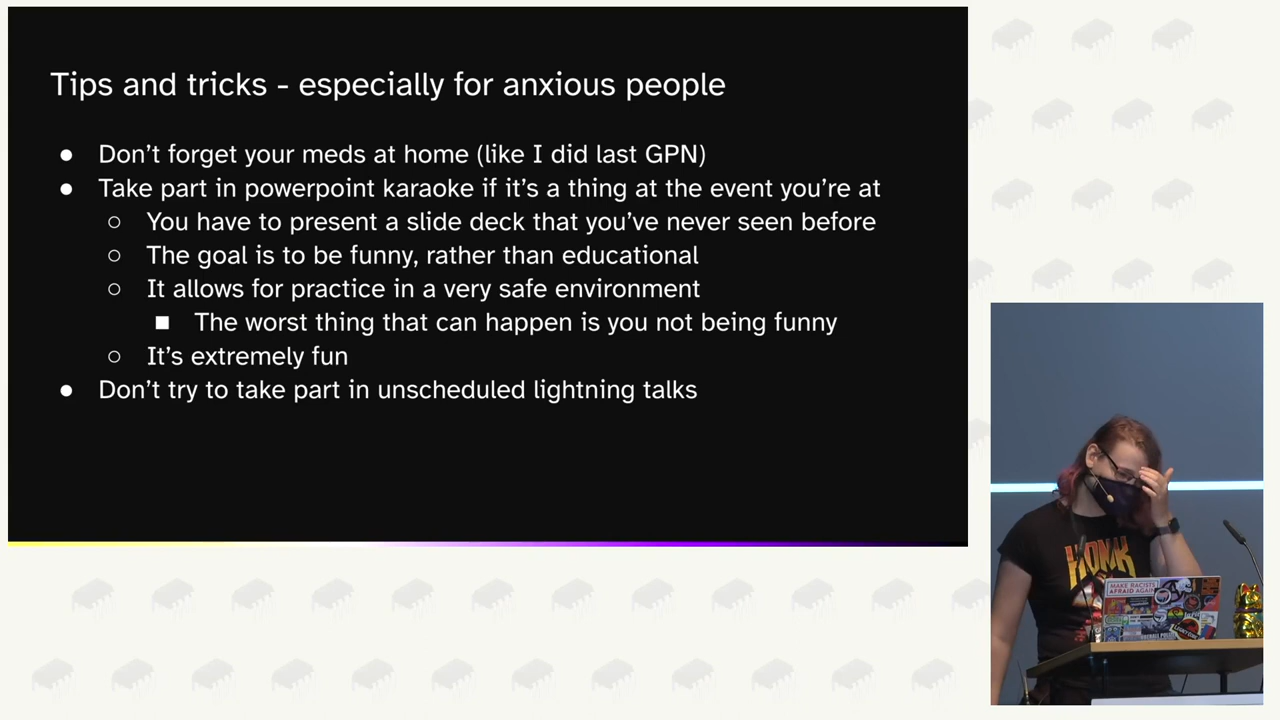 Tips and tricks - especially for anxious people
● Don’t forget your meds at home (like I did last GPN)
● Take part in powerpoint karaoke if it’s a thing at the event you’re at
○ You have to present a slide deck that you’ve never seen before
○ The goal is to be funny, rather than educational
○ It allows for practice in a very safe environment
■ The worst thing that can happen is you not being funny
○ It’s extremely fun
● Don’t try to take part in unscheduled lightning talks
HONK
MAKE RACISTS
AFRAID AGAIN